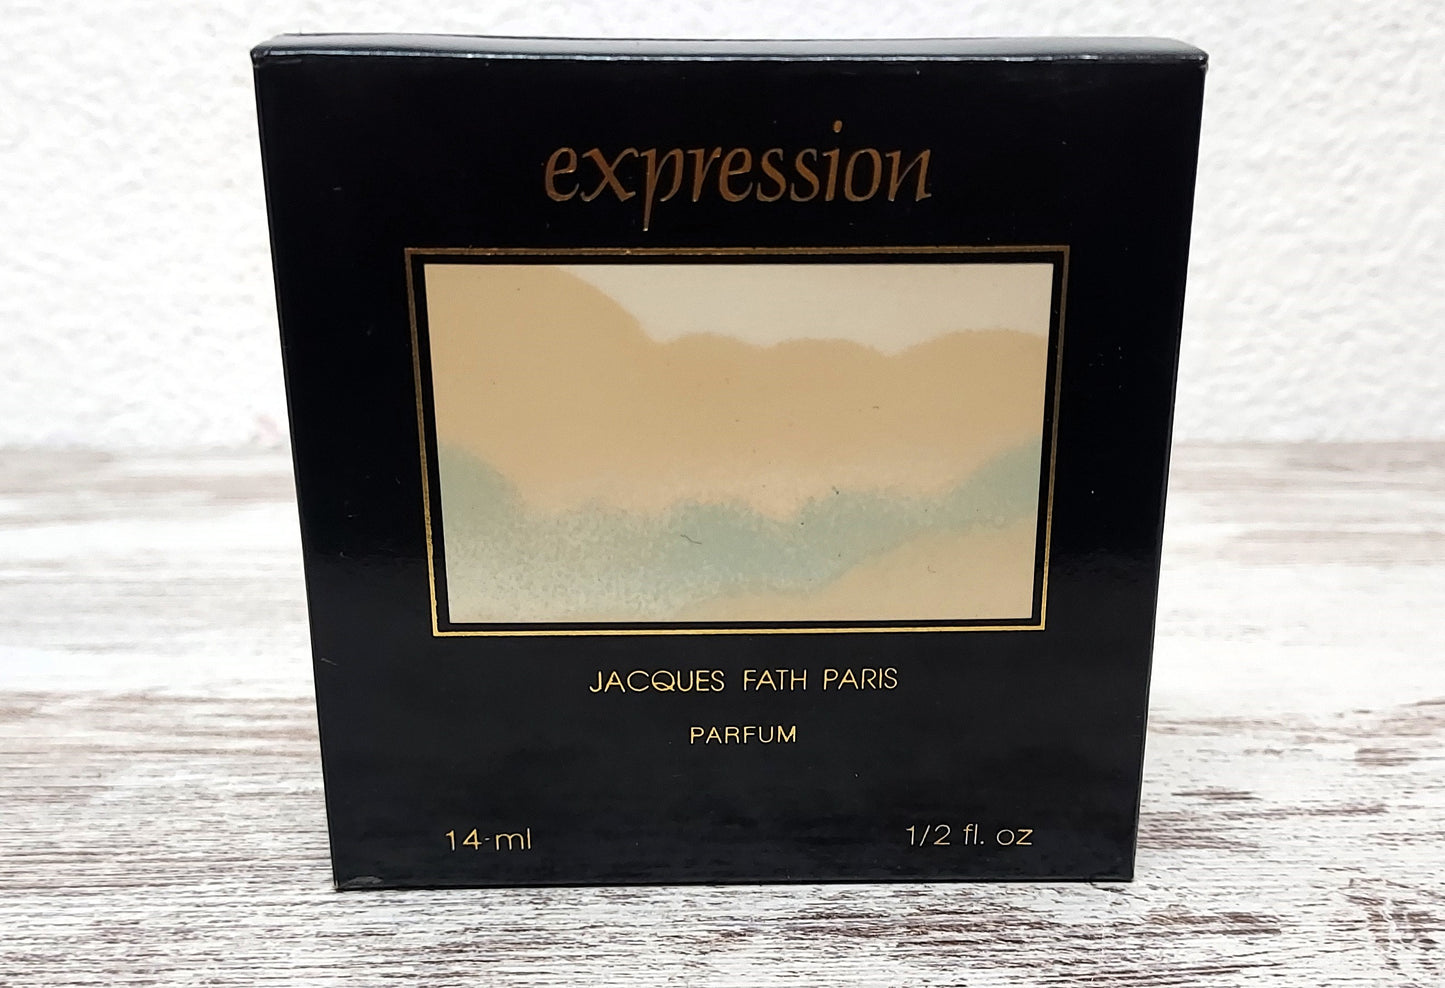 expression
JACQUES FATH PARIS
PARFUM
14-ml 1/2 fl. oz